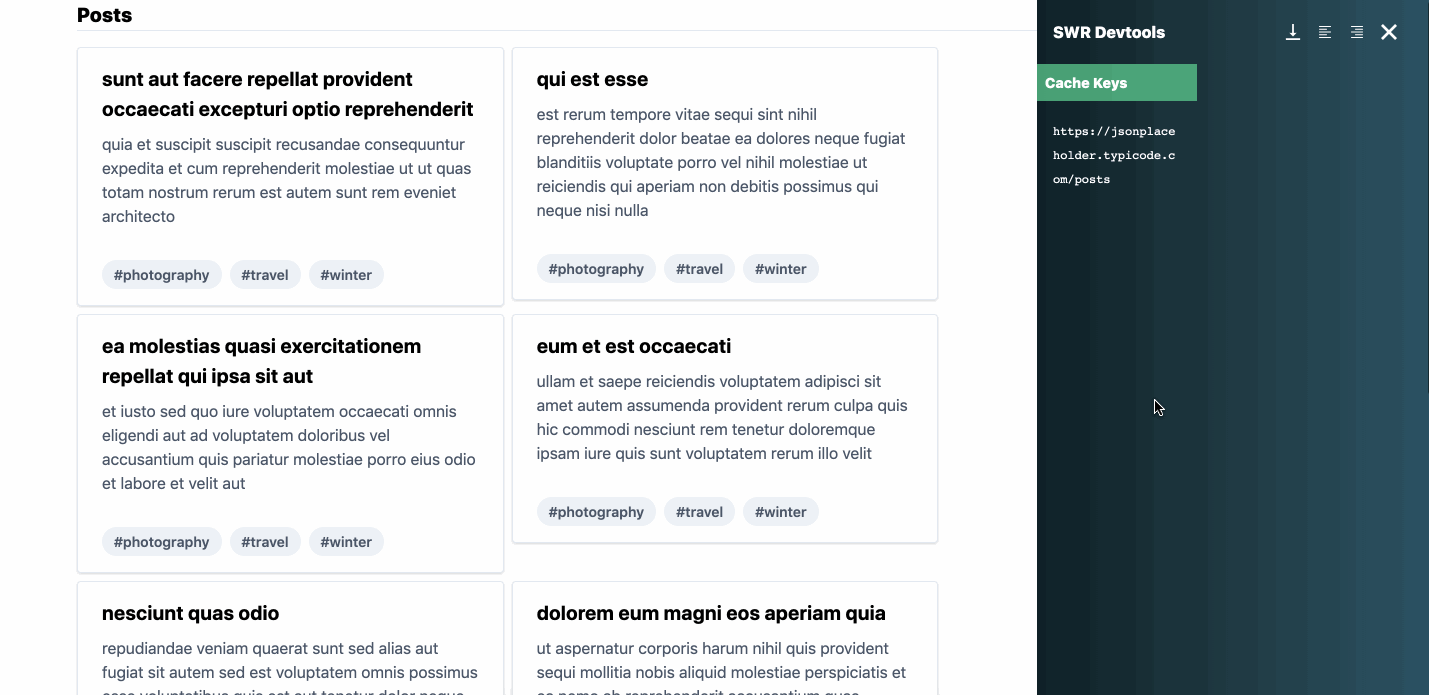 Posts
sunt aut facere repellat provident
occaecati excepturi optio reprehenderit
quia et suscipit suscipit recusandae consequuntur
expedita et cum reprehenderit molestiae ut ut quas
totam nostrum rerum est autem sunt rem eveniet
architecto
#photography #travel #winter
qui est esse
est rerum tempore vitae sequi sint nihil
reprehenderit dolor beatae ea dolores neque fugiat
blanditiis voluptate porro vel nihil molestiae ut
reiciendis qui aperiam non debitis possimus qui
neque nisi nulla
#photography #travel #winter
ea molestias quasi exercitationem
repellat qui ipsa sit aut
et iusto sed quo iure voluptatem occaecati omnis
eligendi aut ad voluptatem doloribus vel
accusantium quis pariatur molestiae porro eius odio
et labore et velit aut
#photography #travel #winter
eum et est occaecati
ullam et saepe reiciendis voluptatem adipisci sit
amet autem assumenda provident rerum culpa quis
hic commodi nesciunt rem tenetur doloremque
ipsam iure quis sunt voluptatem rerum illo velit
#photography #travel #winter
nesciunt quas odio
repudiandae veniam quaerat sunt sed alias aut
fugiat sit autem sed est voluptatem omnis possimus
dolorem eum magni eos aperiam quia
ut aspernatur corporis harum nihil quis provident
sequi mollitia nobis aliquid molestiae perspiciatis et
SWR Devtools
Cache Keys
https://jsonplace
holder.typicode.c
om/posts